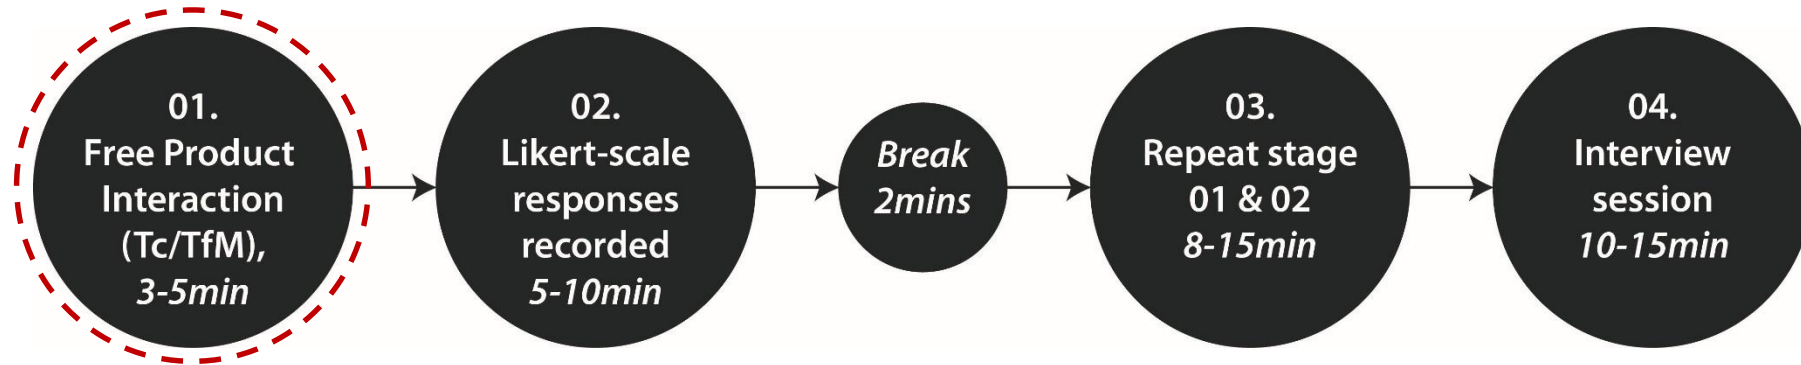 01.
Free Product
Interaction
(Tc/TfM),
3-5min
02.
Likert-scale
responses
recorded
5-10min
Break
2mins
03.
Repeat stage
01 & 02
8-15min
04.
Interview
session
10-15min